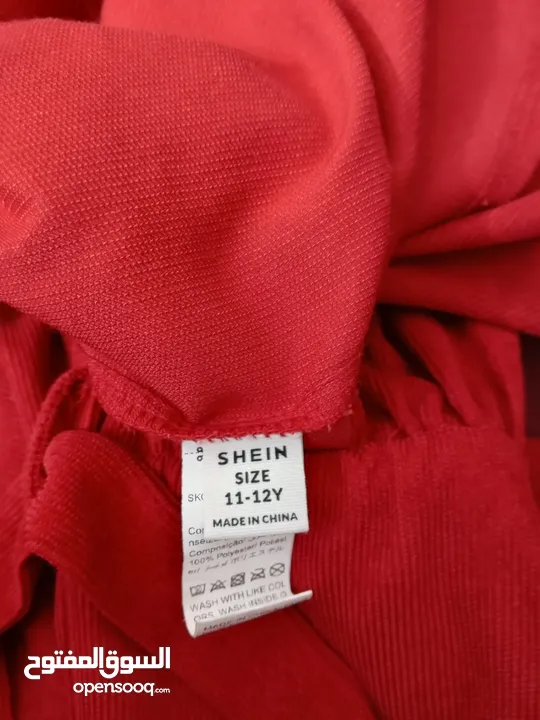 SHEIN
SIZE
11-12Y
MADE IN CHINA
Composição
100% Polyester
WASH WITH LIKE COL
ORS, WASH INSIDE O
السوق المفتوح
opensooq.com